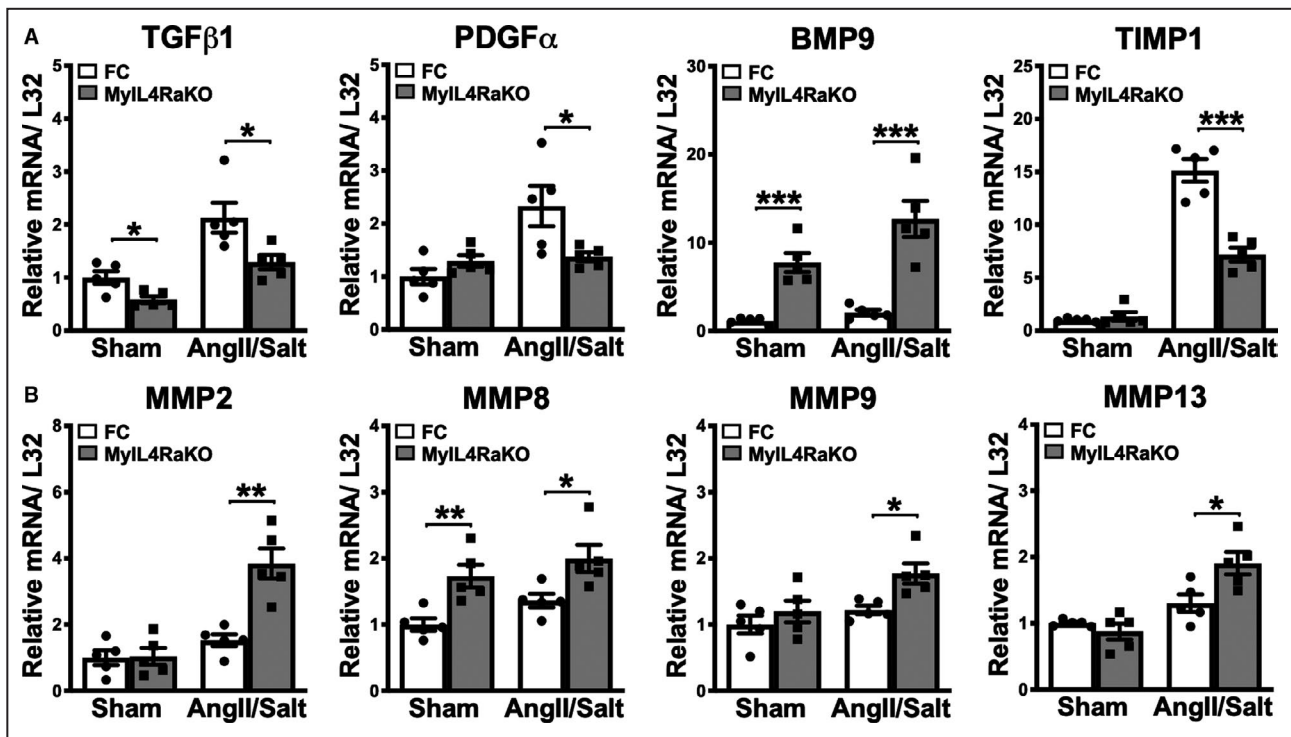 A
TGFβ1
PDGFα
BMP9
TIMP1
FC
MyIL4RaKO
FC
MyIL4RaKO
FC
MyIL4RaKO
FC
MyIL4RaKO
Relative mRNA/ L32
5
4
3
2
1
0
*
*
Sham
AngII/Salt
Relative mRNA/ L32
5
4
3
2
1
0
*
Sham
AngII/Salt
Relative mRNA/ L32
30
20
10
0
***
***
Sham
AngII/Salt
Relative mRNA/ L32
25
20
15
10
5
0
***
Sham
AngII/Salt
B
MMP2
MMP8
MMP9
MMP13
FC
MyIL4RaKO
FC
MyIL4RaKO
FC
MyIL4RaKO
FC
MyIL4RaKO
Relative mRNA/ L32
8
6
4
2
0
**
Sham
AngII/Salt
Relative mRNA/ L32
4
3
2
1
0
**
*
Sham
AngII/Salt
Relative mRNA/ L32
4
3
2
1
0
*
Sham
AngII/Salt
Relative mRNA/ L32
4
3
2
1
0
*
Sham
AngII/Salt